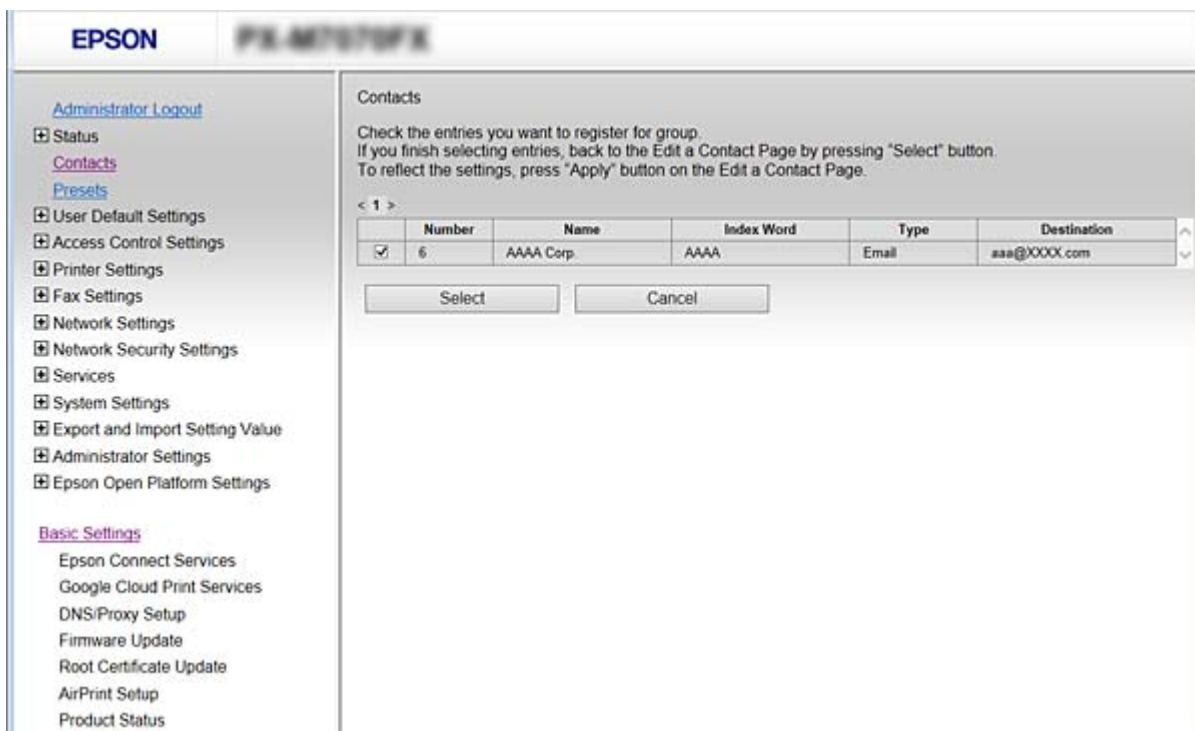 EPSON
PX-M7070FX
Administrator Logout
Status
Contacts
Presets
User Default Settings
Access Control Settings
Printer Settings
Fax Settings
Network Settings
Network Security Settings
Services
System Settings
Export and Import Setting Value
Administrator Settings
Epson Open Platform Settings
Basic Settings
Epson Connect Services
Google Cloud Print Services
DNS/Proxy Setup
Firmware Update
Root Certificate Update
AirPrint Setup
Product Status
Contacts
Check the entries you want to register for group.
If you finish selecting entries, back to the Edit a Contact Page by pressing "Select" button.
To reflect the settings, press "Apply" button on the Edit a Contact Page.
< 1 >
Number Name Index Word Type Destination
6 AAAA Corp. AAAA Email aaa@XXXX.com
Select Cancel